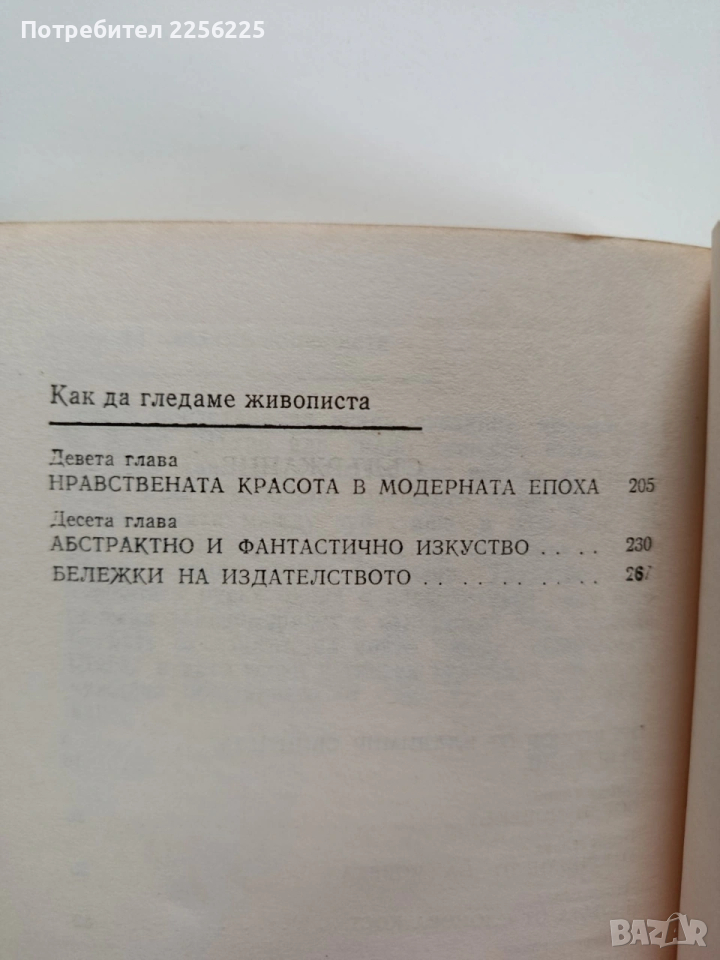 Потребител 2256225
Как да гледаме живописта
Девета глава
НРАВСТВЕНАТА КРАСОТА В МОДЕРНАТА ЕПОХА 205
Десета глава
АБСТРАКТНО И ФАНТАСТИЧНО ИЗКУСТВО . . . . 230
БЕЛЕЖКИ НА ИЗДАТЕЛСТВОТО . . . . . . . . . .
BAZAR